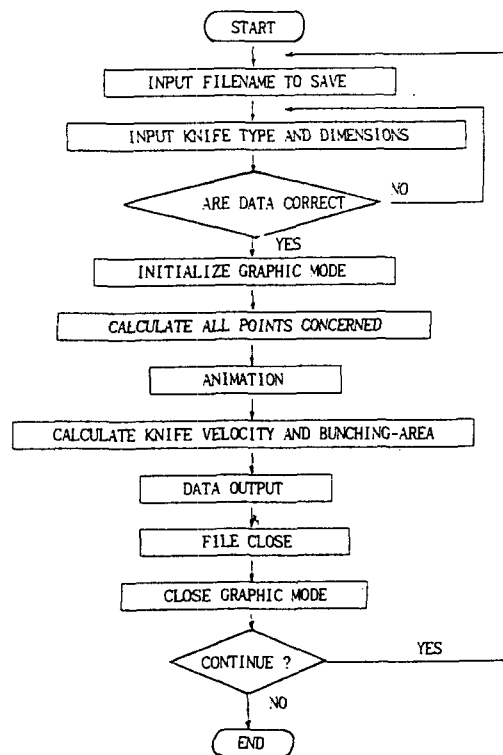 START
INPUT FILENAME TO SAVE
INPUT KNIFE TYPE AND DIMENSIONS
ARE DATA CORRECT
NO
YES
INITIALIZE GRAPHIC MODE
CALCULATE ALL POINTS CONCERNED
ANIMATION
CALCULATE KNIFE VELOCITY AND BUNCHING-AREA
DATA OUTPUT
FILE CLOSE
CLOSE GRAPHIC MODE
CONTINUE ?
YES
NO
END